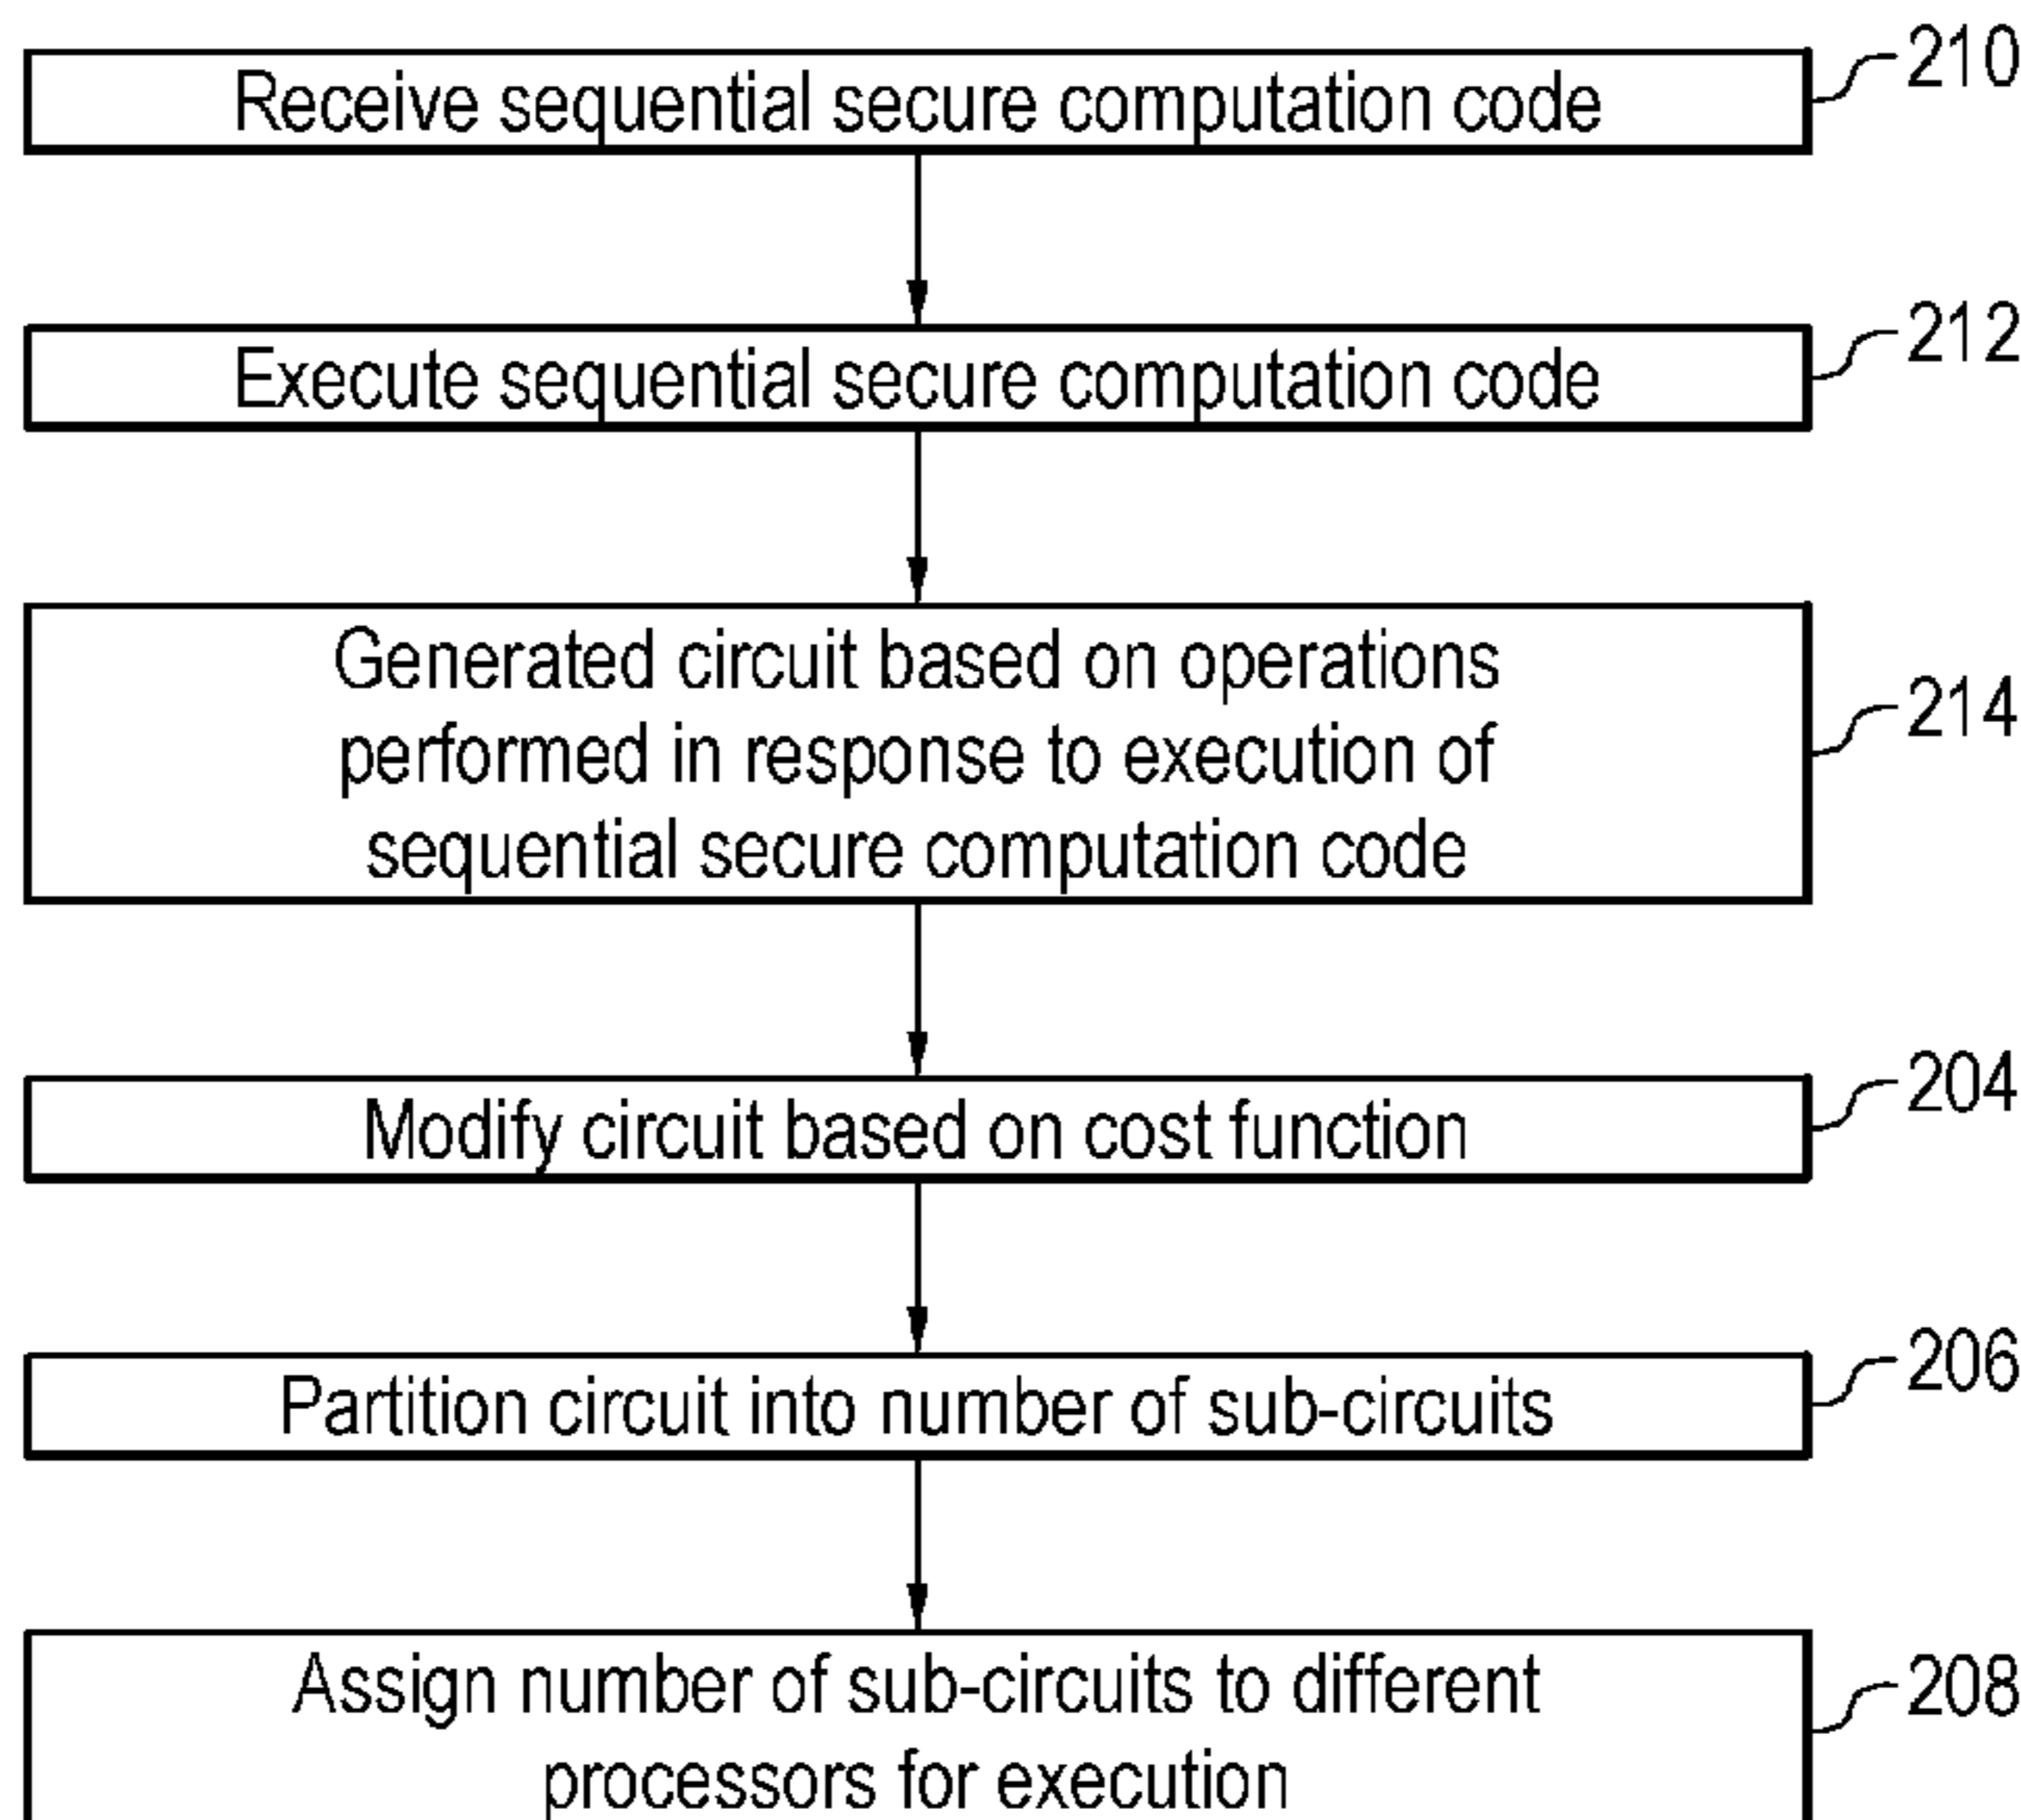 210
Receive sequential secure computation code
212
Execute sequential secure computation code
Generated circuit based on operations
performed in response to execution of
sequential secure computation code
214
204
Modify circuit based on cost function
206
Partition circuit into number of sub-circuits
Assign number of sub-circuits to different
processors for execution
208